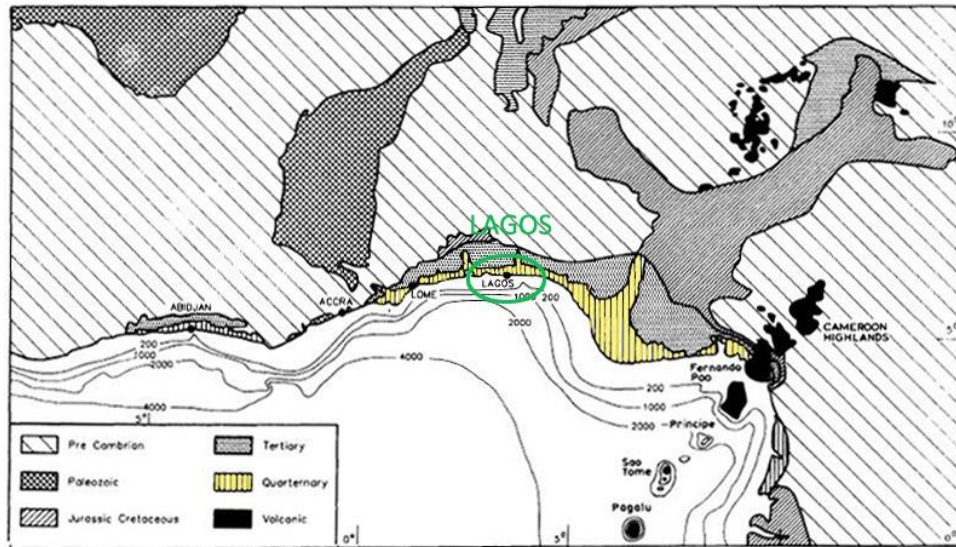 10°
LAGOS
LAGOS
ACCRA
LOME
ABIDJAN
1000 200
200
1000
2000
2000
4000
4000
5°
5°
CAMEROON
HIGHLANDS
Fernando
Poo
200
1000
2000
Principe
Sao
Tome
Pagalu
Pre Cambrian
Paleozoic
Jurassic Cretaceous
Tertiary
Quarternary
Volcanic
0°
5°
0°